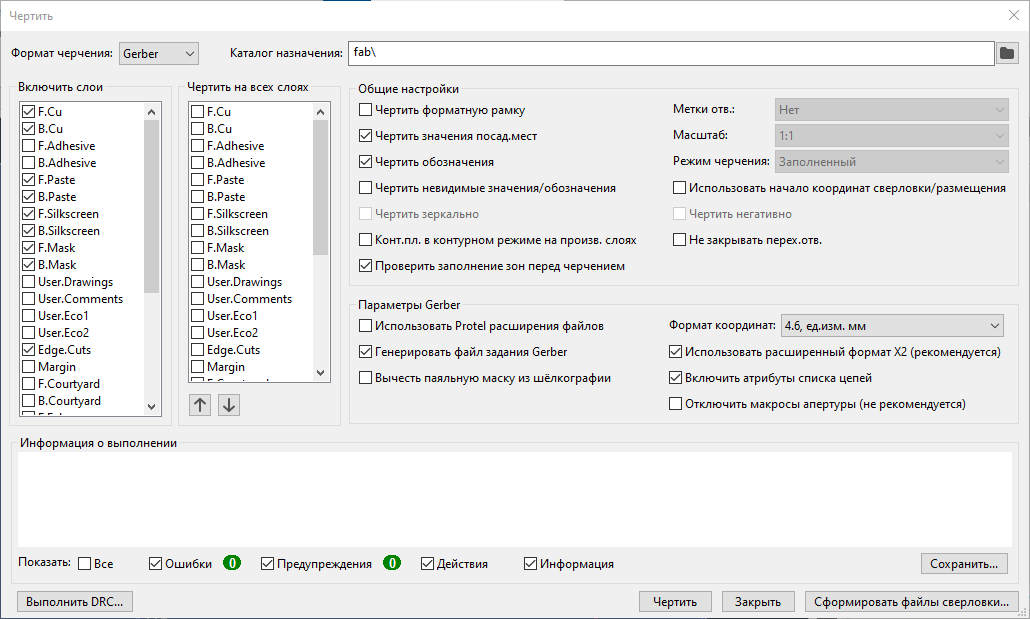 Чертить
Формат черчения: Gerber Каталог назначения: fab\
Включить слои
F.Cu
B.Cu
F.Adhesive
B.Adhesive
F.Paste
B.Paste
F.Silkscreen
B.Silkscreen
F.Mask
B.Mask
User.Drawings
User.Comments
User.Eco1
User.Eco2
Edge.Cuts
Margin
F.Courtyard
B.Courtyard
Чертить на всех слоях
F.Cu
B.Cu
F.Adhesive
B.Adhesive
F.Paste
B.Paste
F.Silkscreen
B.Silkscreen
F.Mask
B.Mask
User.Drawings
User.Comments
User.Eco1
User.Eco2
Edge.Cuts
Margin
Общие настройки
Чертить форматную рамку
Чертить значения посад.мест
Чертить обозначения
Чертить невидимые значения/обозначения
Чертить зеркально
Конт.пл. в контурном режиме на произв. слоях
Проверить заполнение зон перед черчением
Метки отв.: Нет
Масштаб: 1:1
Режим черчения: Заполненный
Использовать начало координат сверловки/размещения
Чертить негативно
Не закрывать перех.отв.
Параметры Gerber
Использовать Protel расширения файлов
Генерировать файл задания Gerber
Вычесть паяльную маску из шёлкографии
Формат координат: 4.6, ед.изм. мм
Использовать расширенный формат X2 (рекомендуется)
Включить атрибуты списка цепей
Отключить макросы апертуры (не рекомендуется)
Информация о выполнении
Показать: Все Ошибки 0 Предупреждения 0 Действия Информация Сохранить...
Выполнить DRC... Чертить Закрыть Сформировать файлы сверловки...